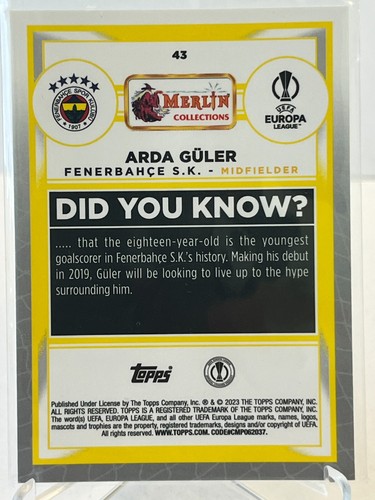 43
FENERBAHÇE SPOR KULÜBÜ
1907
MERLIN
COLLECTIONS
UEFA
EUROPA
LEAGUE™
ARDA GÜLER
FENERBAHÇE S.K. - MIDFIELDER
DID YOU KNOW?
..... that the eighteen-year-old is the youngest
goalscorer in Fenerbahçe S.K.'s history. Making his debut
in 2019, Güler will be looking to live up to the hype
surrounding him.
Topps
Published Under License by The Topps Company, Inc. ® & © 2023 THE TOPPS COMPANY, INC.
ALL RIGHTS RESERVED. TOPPS IS A REGISTERED TRADEMARK OF THE TOPPS COMPANY, INC.
The word(s) UEFA, EUROPA LEAGUE, and all other UEFA Europa League marks, names, logos,
mascots and trophies are the property, registered trademarks, designs and/or copyright of UEFA.
All rights reserved. WWW.TOPPS.COM. CODE#CMP062037.